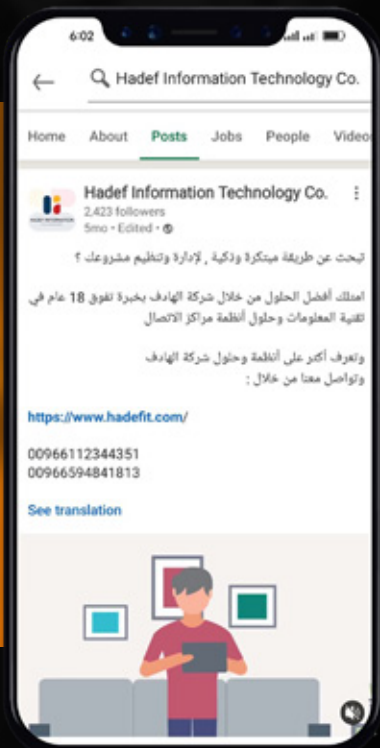 6:02
Hadef Information Technology Co.
Home About Posts Jobs People Video
Hadef Information Technology Co.
2,423 followers
5mo • Edited •
تبحث عن طريقة مبتكرة وذكية , لإدارة وتنظيم مشروعك ؟
امتلك أفضل الحلول من خلال شركة الهادف بخبرة تفوق 18 عام في
تقنية المعلومات وحلول أنظمة مراكز الاتصال
وتعرف أكثر على أنظمة وحلول شركة الهادف
وتواصل معنا من خلال :
https://www.hadefit.com/
00966112344351
00966594841813
See translation